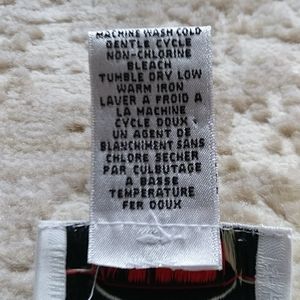 MACHINE WASH COLD
GENTLE CYCLE
NON-CHLORINE
BLEACH
TUMBLE DRY LOW
WARM IRON
LAVER A FROID A
LA MACHINE
CYCLE DOUX
UN AGENT DE
BLANCHIMENT SANS
CHLORE SECHER
PAR CULBUTAGE
A BASSE
TEMPERATURE
FER DOUX